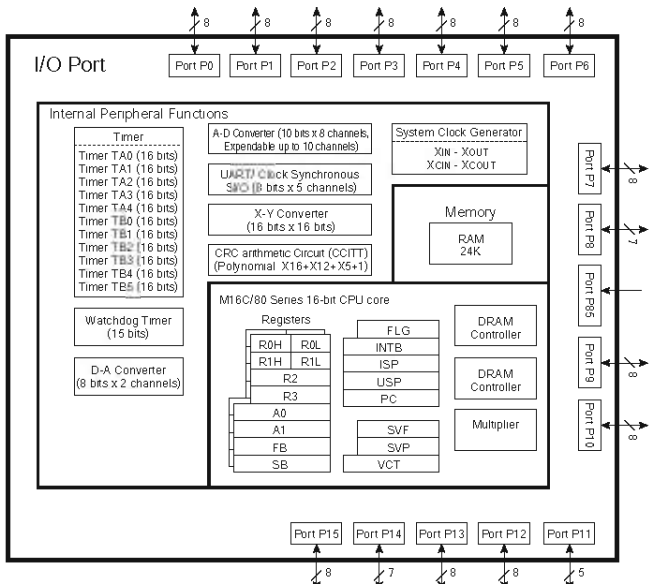 8 8 8 8 8 8 8
I/O Port
Port P0 Port P1 Port P2 Port P3 Port P4 Port P5 Port P6
Internal Peripheral Functions
Timer
Timer TA0 (16 bits)
Timer TA1 (16 bits)
Timer TA2 (16 bits)
Timer TA3 (16 bits)
Timer TA4 (16 bits)
Timer TB0 (16 bits)
Timer TB1 (16 bits)
Timer TB2 (16 bits)
Timer TB3 (16 bits)
Timer TB4 (16 bits)
Timer TB5 (16 bits)
Watchdog Timer
(15 bits)
D-A Converter
(8 bits x 2 channels)
A-D Converter (10 bits x 8 channels,
Expendable up to 10 channels)
UART/ Clock Synchronous
SI/O (8 bits x 5 channels)
X-Y Converter
(16 bits x 16 bits)
CRC arithmetic Circuit (CCITT)
(Polynomial X16+X12+X5+1)
System Clock Generator
XIN - XOUT
XCIN - XCOUT
Memory
RAM
24K
M16C/80 Series 16-bit CPU core
Registers
R0H R0L
R1H R1L
R2
R3
A0
A1
FB
SB
FLG
INTB
ISP
USP
PC
SVF
SVP
VCT
DRAM
Controller
DRAM
Controller
Multiplier
Port P7
8
Port P8
7
Port P85
Port P9
8
Port P10
8
Port P15 Port P14 Port P13 Port P12 Port P11
8 7 8 8 5